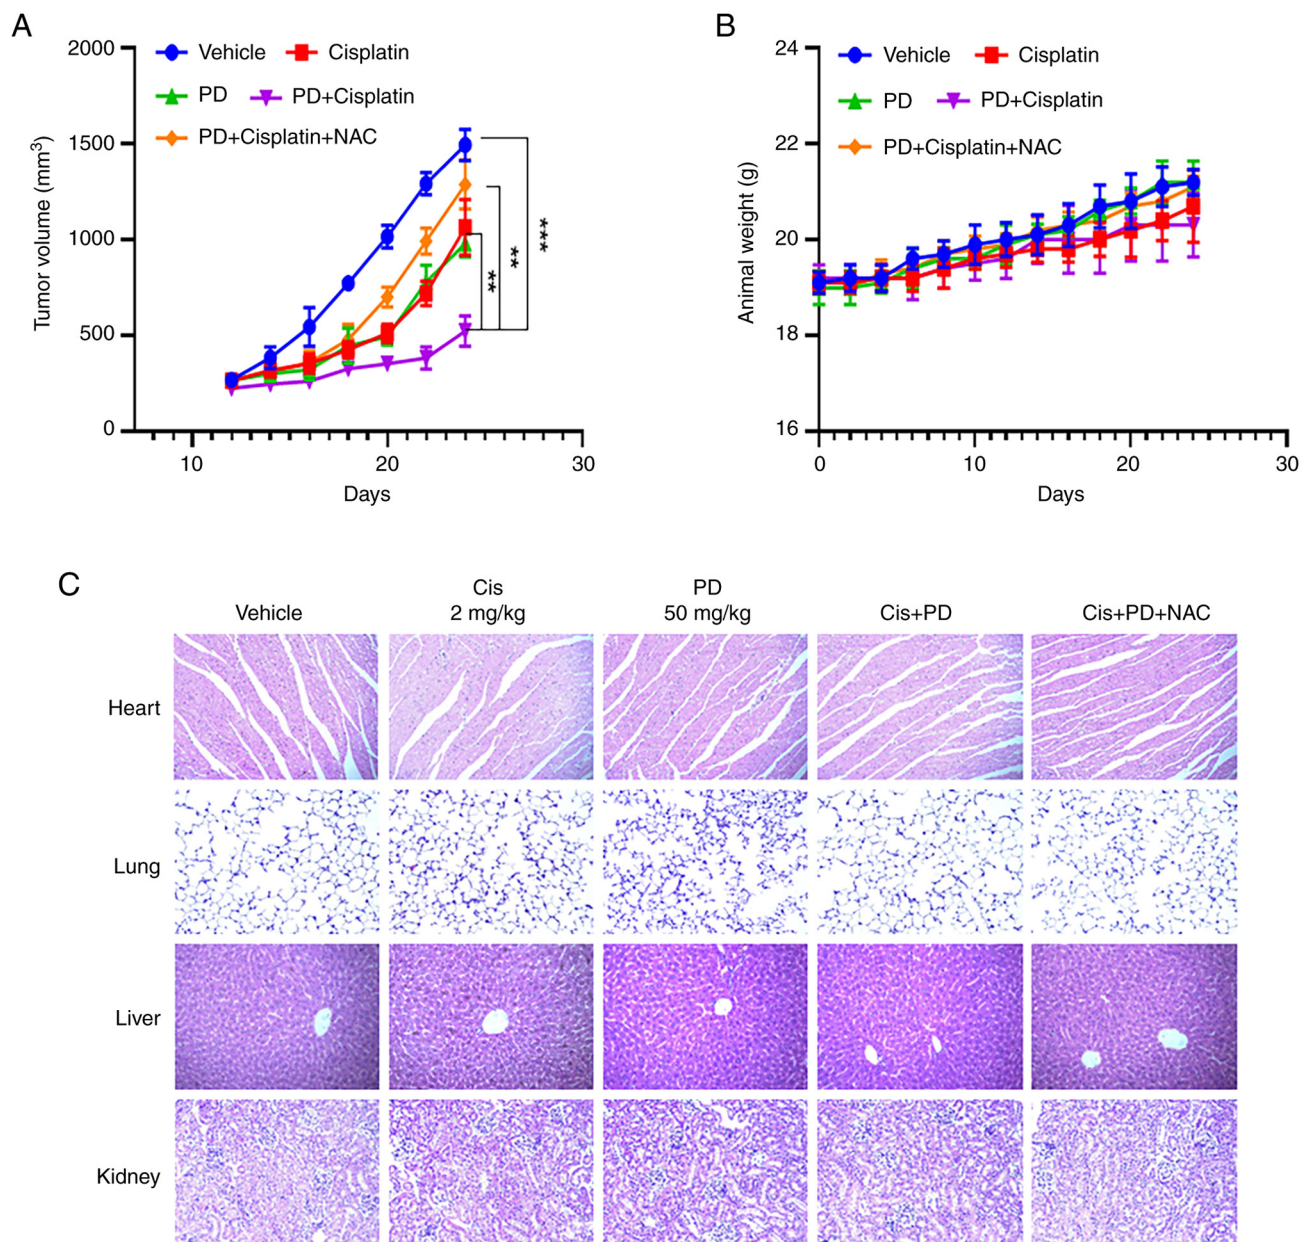 A
Tumor volume (mm³)
2000
1500
1000
500
0
Vehicle
Cisplatin
PD
PD+Cisplatin
PD+Cisplatin+NAC
**
**
***
10
20
30
Days
B
Animal weight (g)
24
22
20
18
16
Vehicle
Cisplatin
PD
PD+Cisplatin
PD+Cisplatin+NAC
0
10
20
30
Days
C
Vehicle
Cis
2 mg/kg
PD
50 mg/kg
Cis+PD
Cis+PD+NAC
Heart
Lung
Liver
Kidney